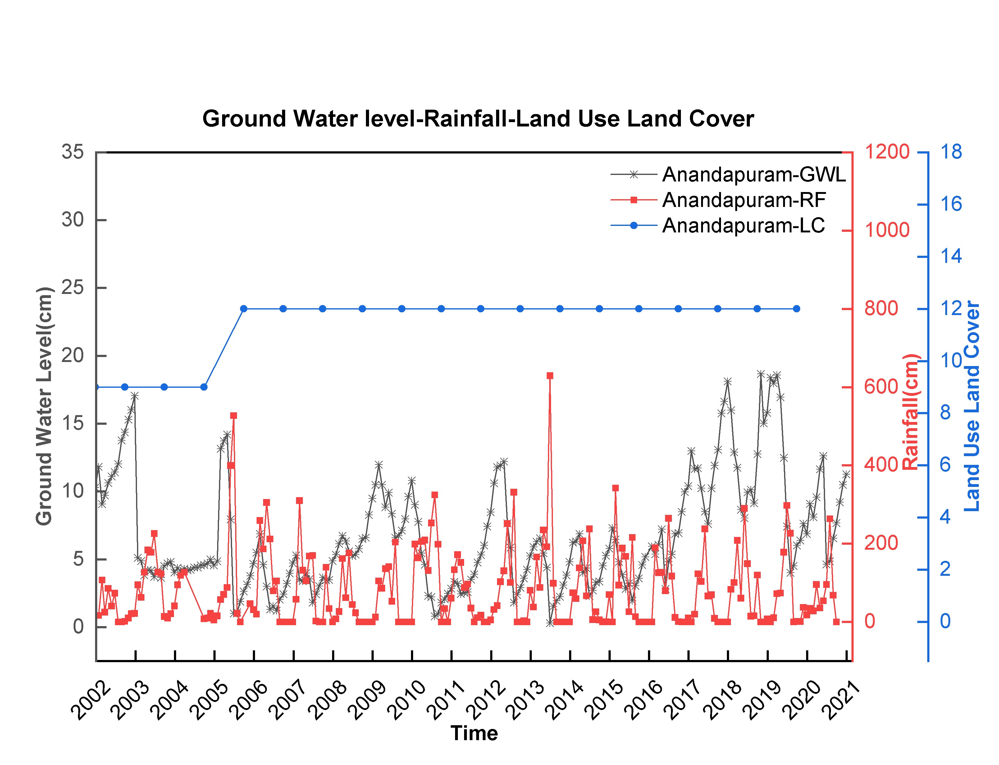 Ground Water level-Rainfall-Land Use Land Cover
Anandapuram-GWL
Anandapuram-RF
Anandapuram-LC
Ground Water Level(cm)
35
30
25
20
15
10
5
0
1200
1000
800
600
400
200
0
Rainfall(cm)
18
16
14
12
10
8
6
4
2
0
Land Use Land Cover
2002 2003 2004 2005 2006 2007 2008 2009 2010 2011 2012 2013 2014 2015 2016 2017 2018 2019 2020 2021
Time